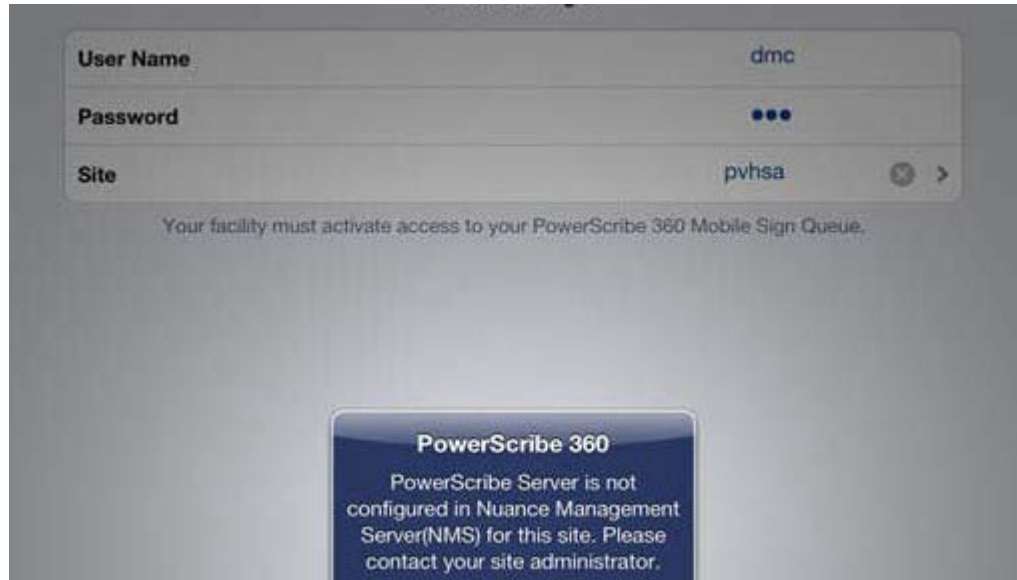 User Name dmc
Password •••
Site pvhsa
Your facility must activate access to your PowerScribe 360 Mobile Sign Queue.
PowerScribe 360
PowerScribe Server is not
configured in Nuance Management
Server(NMS) for this site. Please
contact your site administrator.